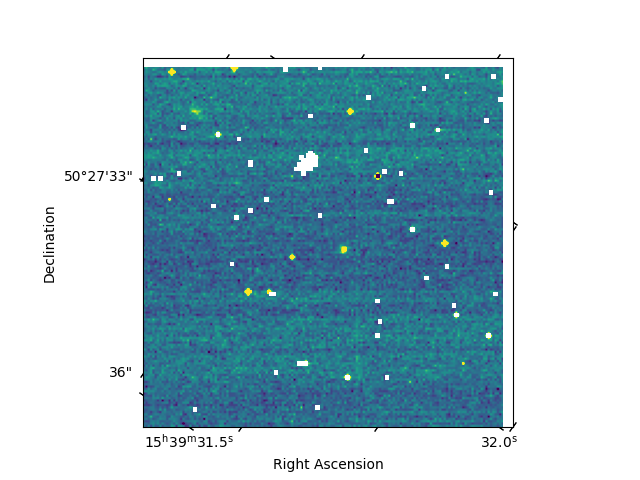 50°27'33"
Declination
36"
15ʰ39ᵐ31.5ˢ
32.0ˢ
Right Ascension